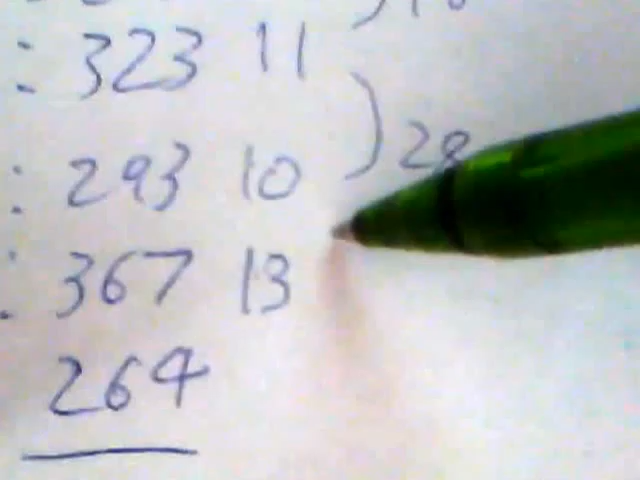 : 323 11
) 28
: 293 10
: 367 13
264